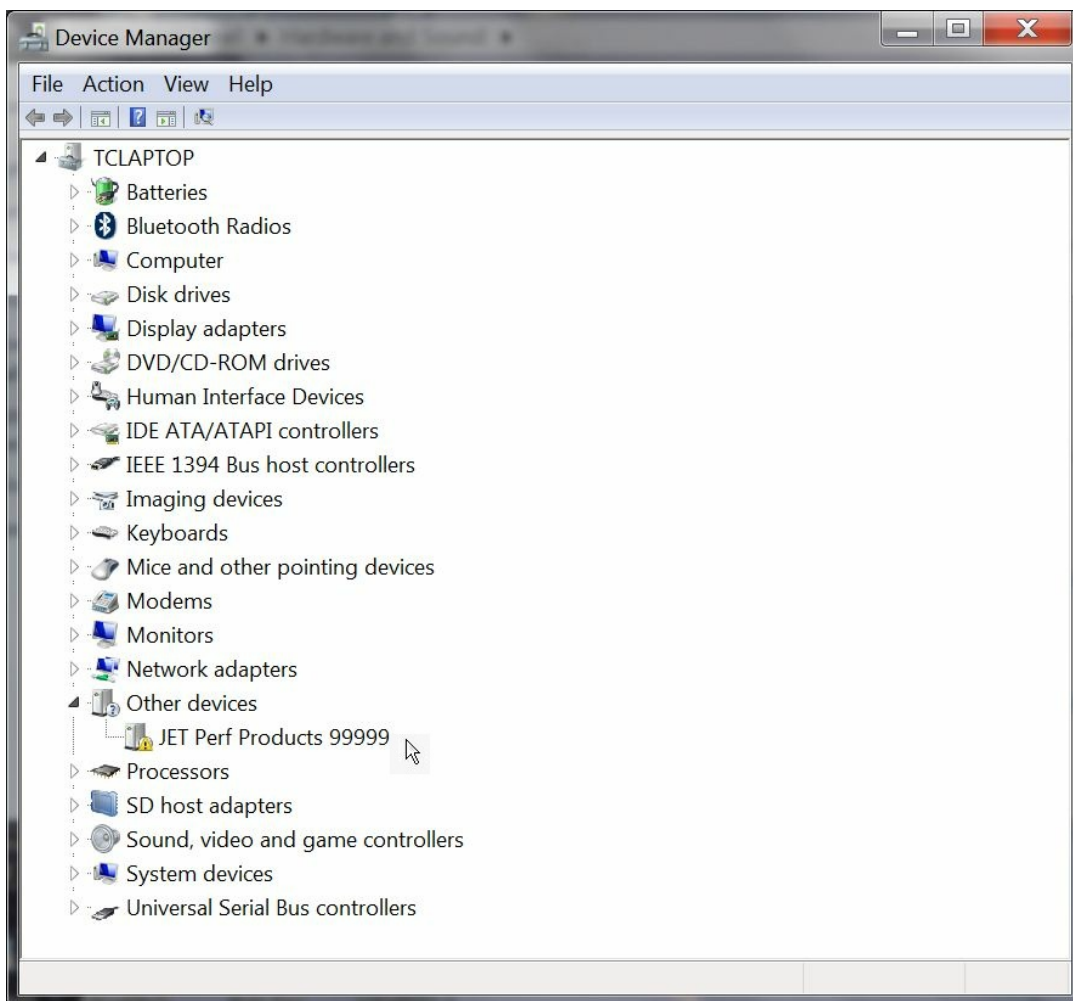 Device Manager
File Action View Help
TCLAPTOP
Batteries
Bluetooth Radios
Computer
Disk drives
Display adapters
DVD/CD-ROM drives
Human Interface Devices
IDE ATA/ATAPI controllers
IEEE 1394 Bus host controllers
Imaging devices
Keyboards
Mice and other pointing devices
Modems
Monitors
Network adapters
Other devices
JET Perf Products 99999
Processors
SD host adapters
Sound, video and game controllers
System devices
Universal Serial Bus controllers